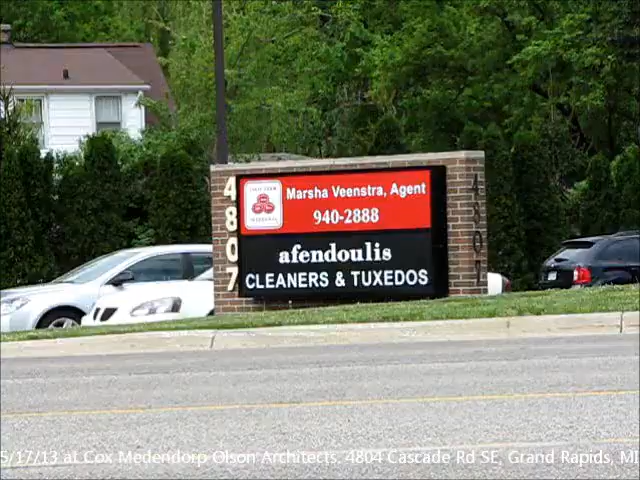 4807
Marsha Veenstra, Agent
940-2888
afendoulis
CLEANERS & TUXEDOS
4807
5/17/13 at Cox Medendorp Olson Architects, 4804 Cascade Rd SE, Grand Rapids, MI